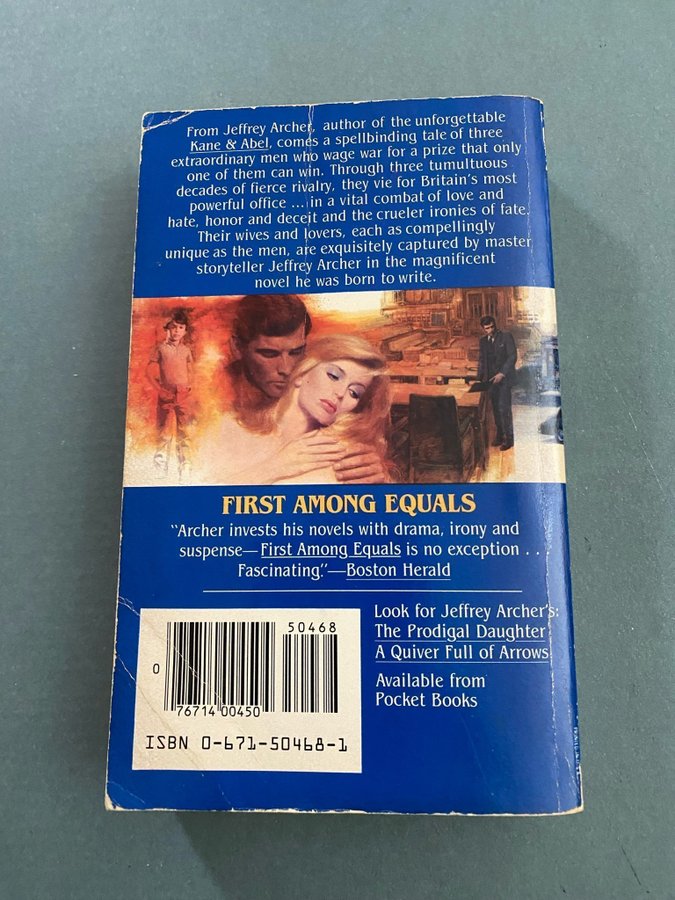 From Jeffrey Archer, author of the unforgettable
Kane & Abel, comes a spellbinding tale of three
extraordinary men who wage war for a prize that only
one of them can win. Through three tumultuous
decades of fierce rivalry, they vie for Britain's most
powerful office ... in a vital combat of love and
hate, honor and deceit and the crueler ironies of fate.
Their wives and lovers, each as compellingly
unique as the men, are exquisitely captured by master
storyteller Jeffrey Archer in the magnificent
novel he was born to write.
FIRST AMONG EQUALS
"Archer invests his novels with drama, irony and
suspense—First Among Equals is no exception . . .
Fascinating."—Boston Herald
Look for Jeffrey Archer's:
The Prodigal Daughter
A Quiver Full of Arrows
Available from
Pocket Books
50468
0
76714 00450
ISBN 0-671-50468-1